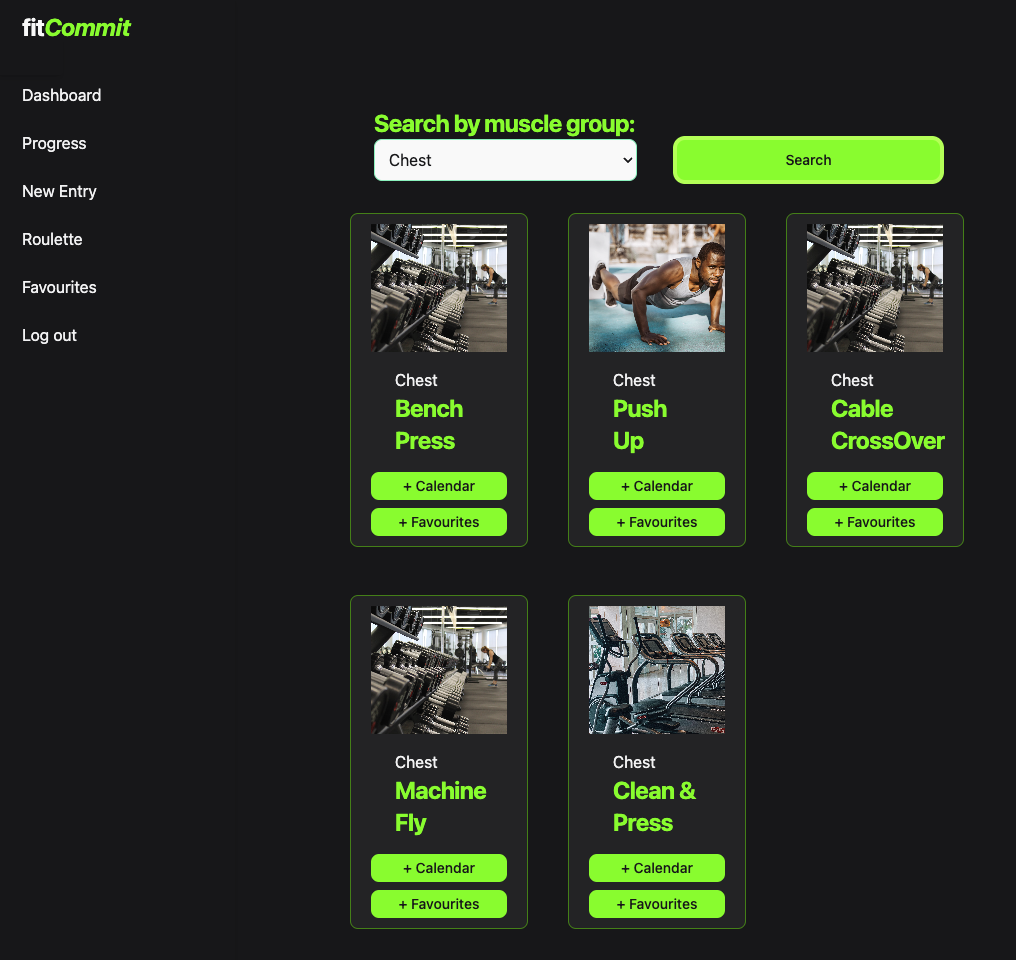 fitCommit
Dashboard
Progress
New Entry
Roulette
Favourites
Log out
Search by muscle group:
Chest
Search
Chest
Bench
Press
+ Calendar
+ Favourites
Chest
Push
Up
+ Calendar
+ Favourites
Chest
Cable
CrossOver
+ Calendar
+ Favourites
Chest
Machine
Fly
+ Calendar
+ Favourites
Chest
Clean &
Press
+ Calendar
+ Favourites